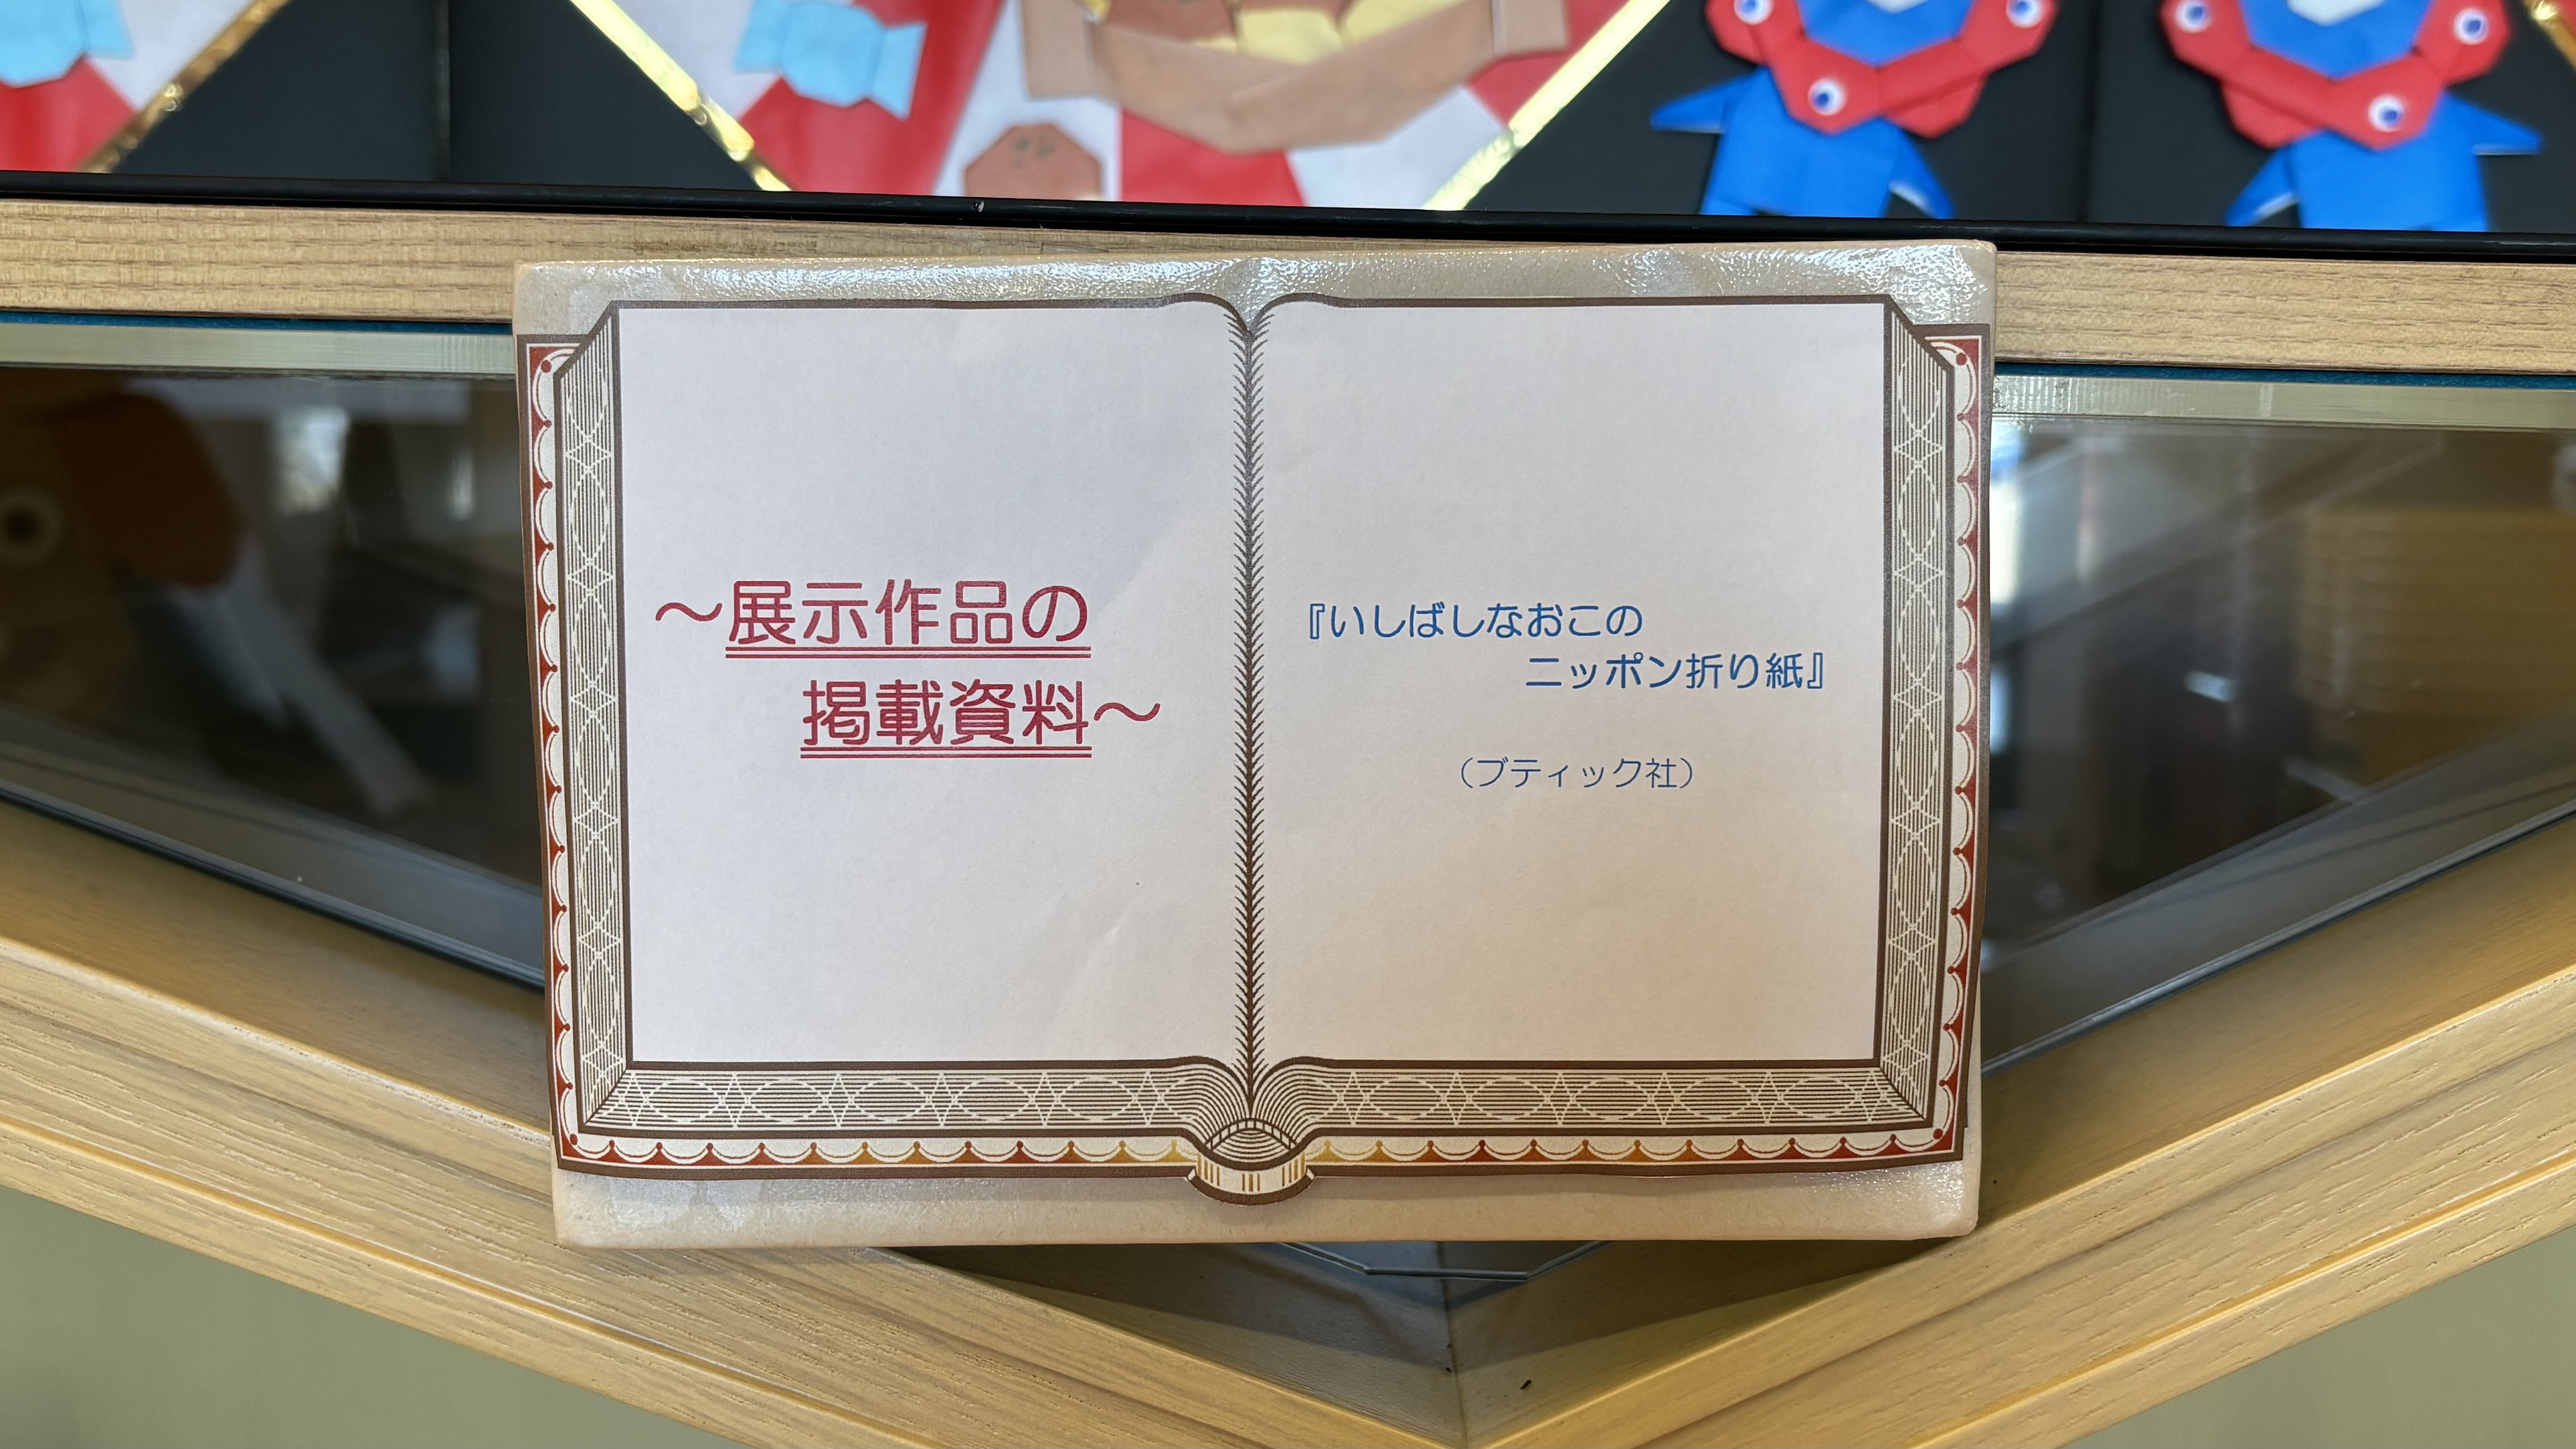 ～展示作品の
掲載資料～
『いしばしなおこの
ニッポン折り紙』
（ブティック社）